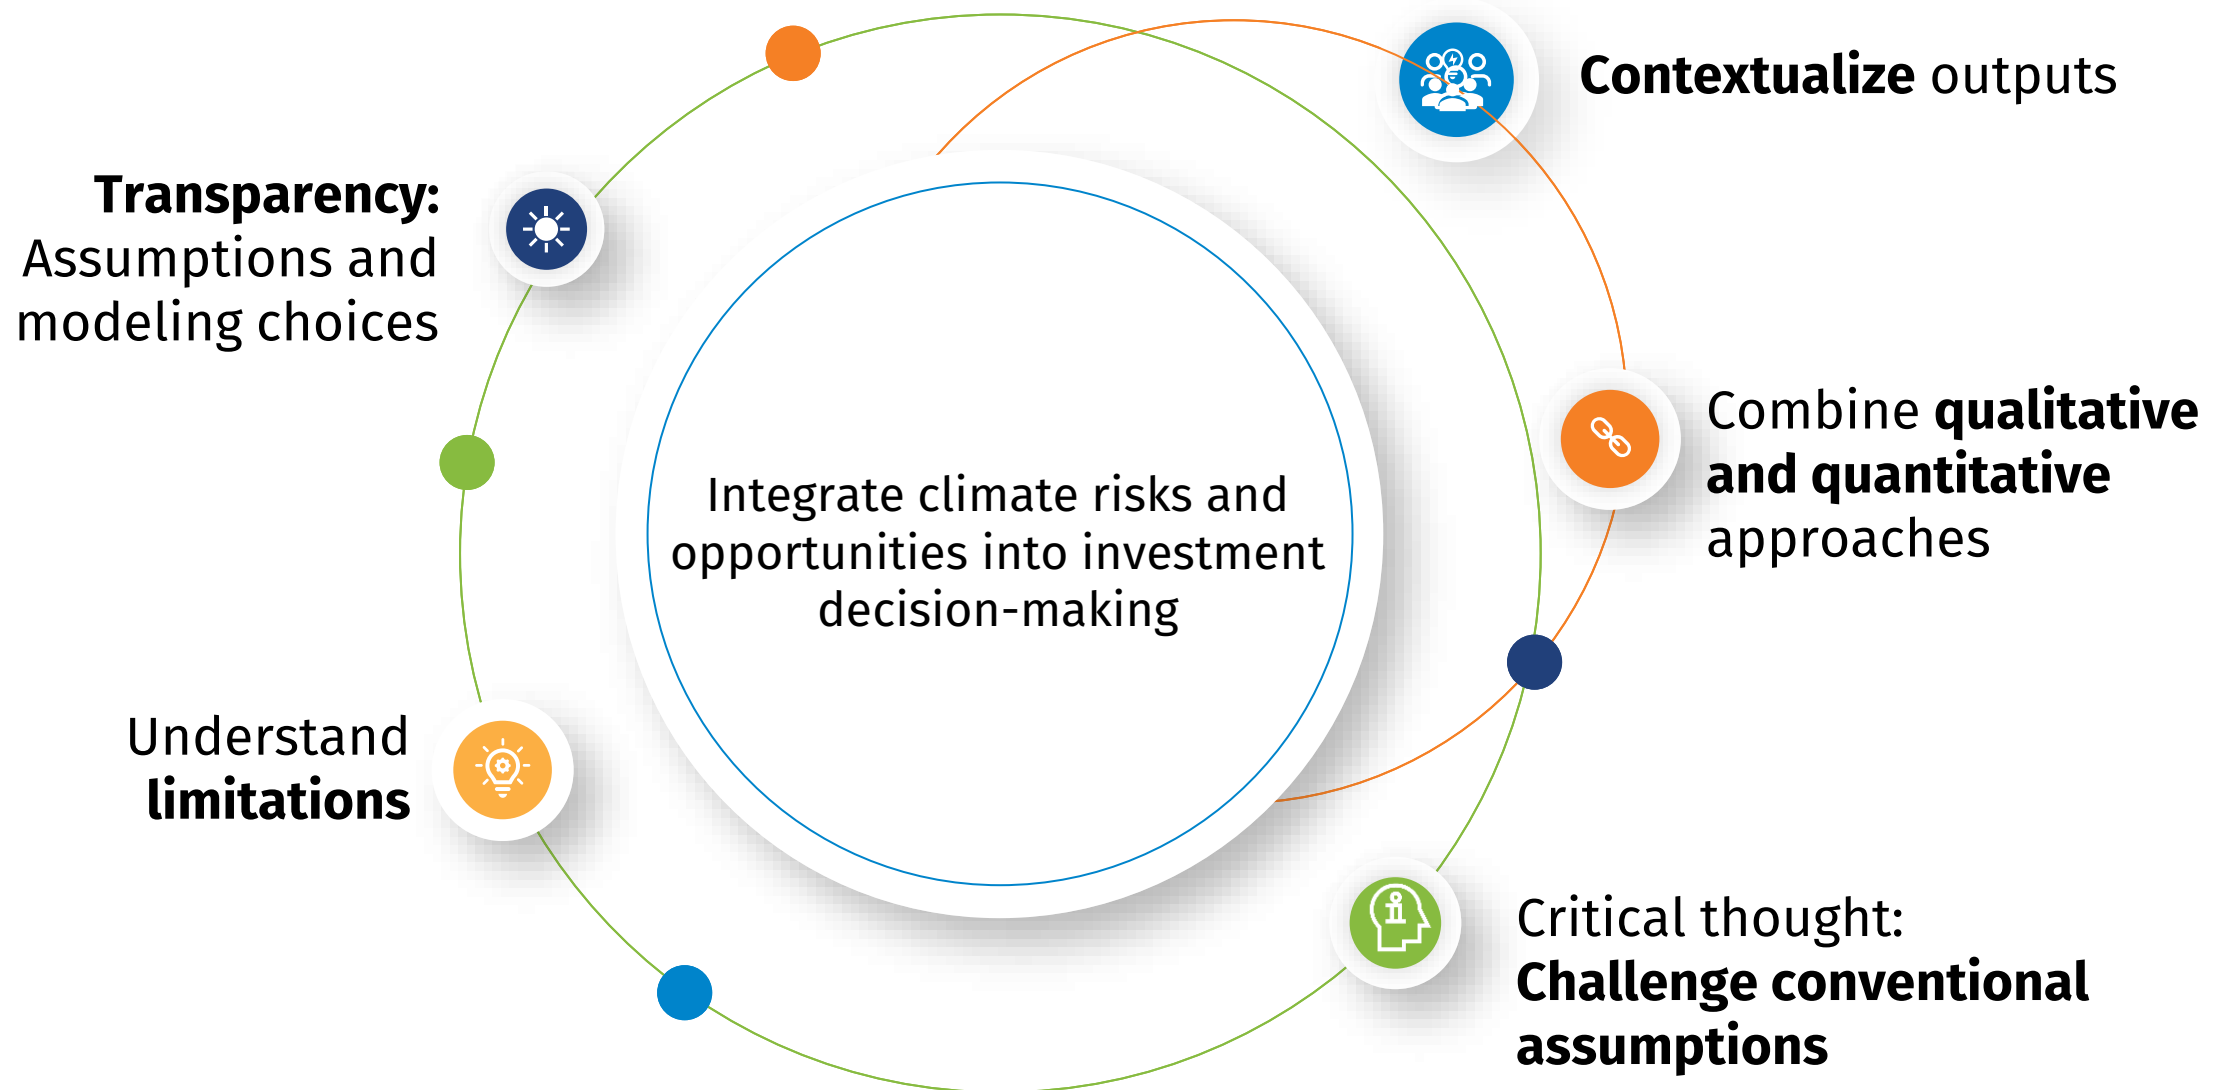 Contextualize outputs
Transparency:
Assumptions and
modeling choices
Combine qualitative
and quantitative
approaches
Integrate climate risks and
opportunities into investment
decision-making
Understand
limitations
Critical thought:
Challenge conventional
assumptions